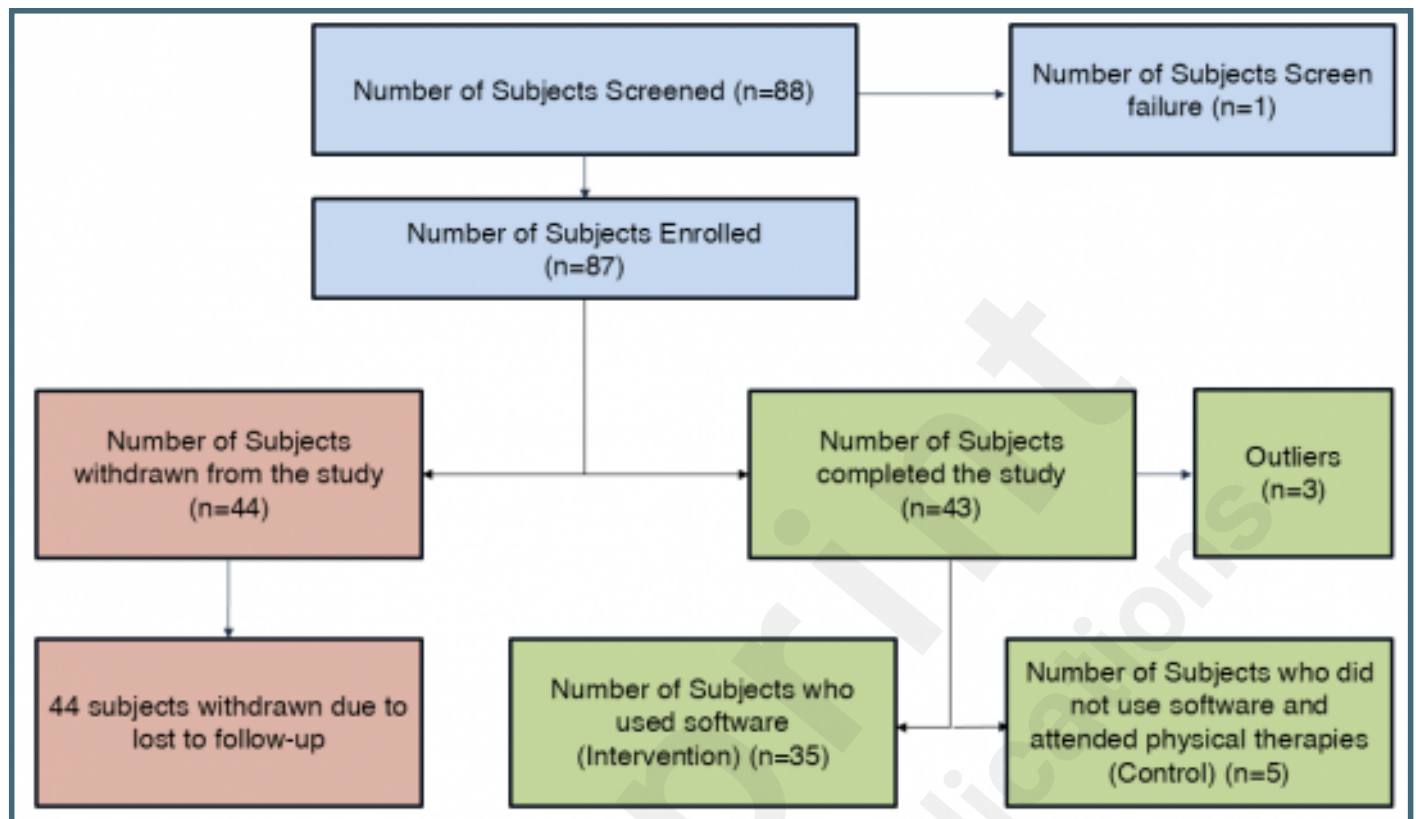 Number of Subjects Screened (n=88)
Number of Subjects Screen
failure (n=1)
Number of Subjects Enrolled
(n=87)
Number of Subjects
withdrawn from the study
(n=44)
Number of Subjects
completed the study
(n=43)
Outliers
(n=3)
44 subjects withdrawn due to
lost to follow-up
Number of Subjects who
used software
(Intervention) (n=35)
Number of Subjects who did
not use software and
attended physical therapies
(Control) (n=5)
print
lications